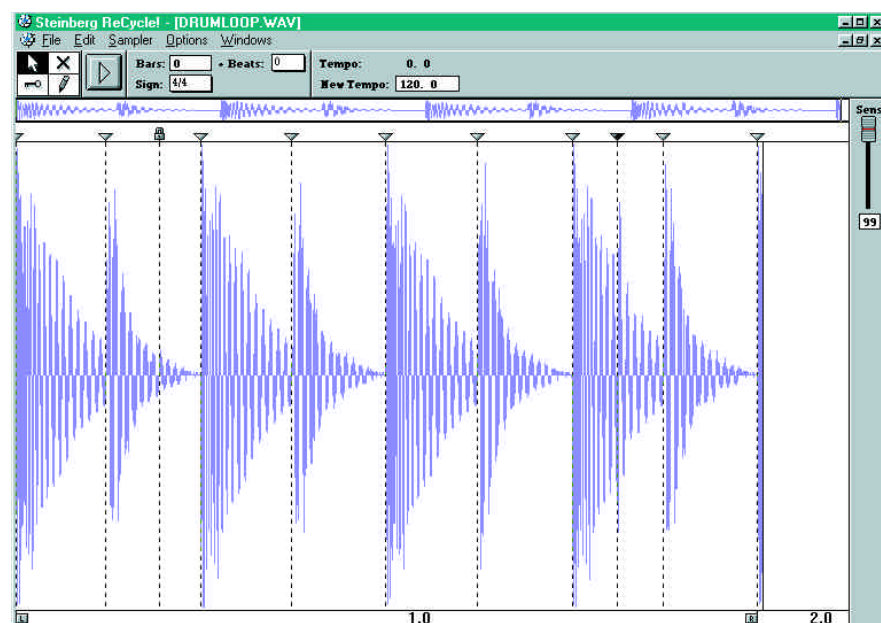 Steinberg ReCycle! - [DRUMLOOP.WAV]
File Edit Sampler Options Windows
Bars: 0 + Beats: 0 Tempo: 0. 0
Sign: 4/4 New Tempo: 120. 0
Sens
99
L 1.0 R 2.0